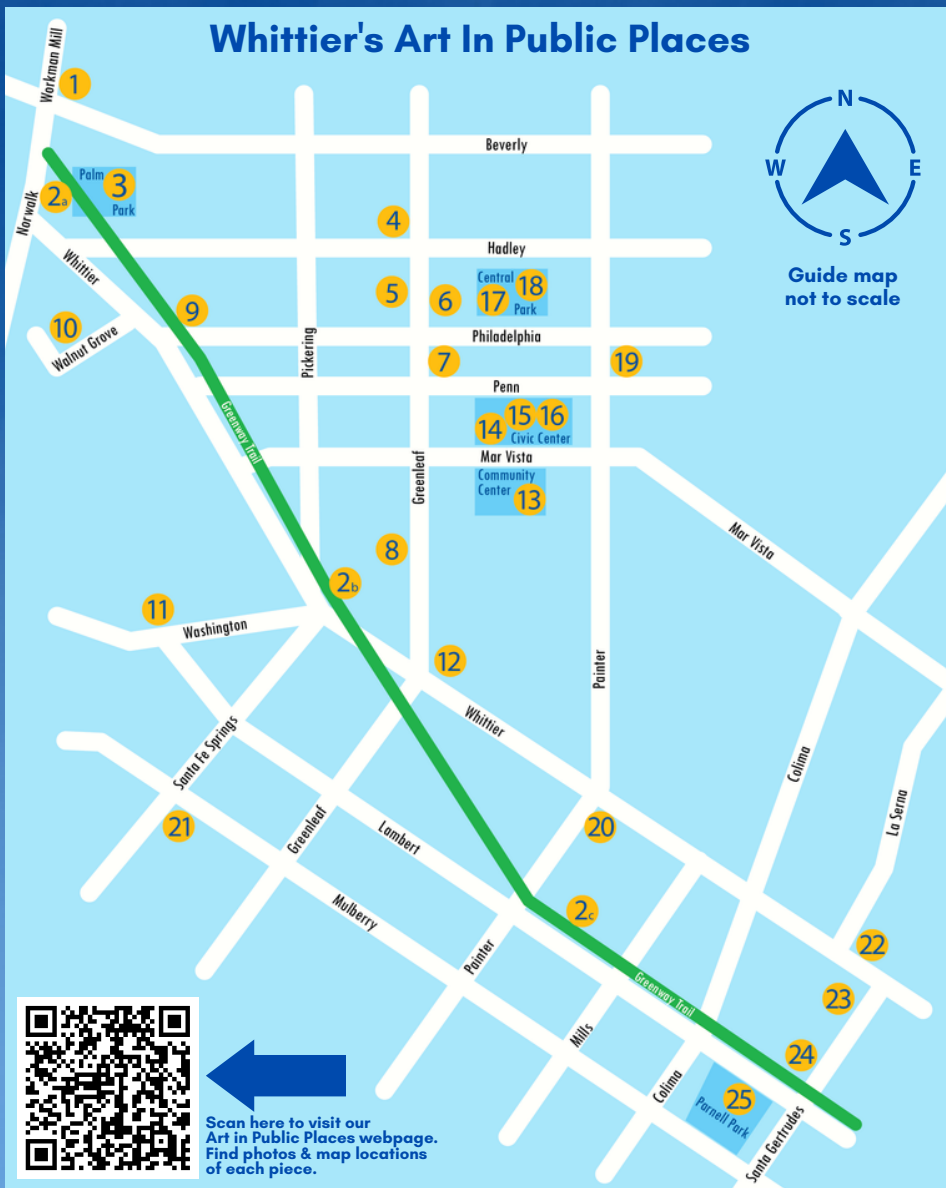 Whittier's Art In Public Places
Workman Mill
1
N
W
E
S
Guide map
not to scale
Beverly
Palm
3
Park
2a
Norwalk
4
Hadley
Whittier
Central
18
17
Park
5
6
9
10
Walnut Grove
Pickering
Philadelphia
7
19
Penn
Greenway Trail
15
16
14
Civic Center
Mar Vista
Greenleaf
Community
Center
13
Mar Vista
8
2b
11
Washington
12
Painter
Whittier
Santa Fe Springs
Colima
La Serna
21
Greenleaf
Lambert
20
Mulberry
2c
Painter
22
Greenway Trail
23
Mills
24
Colima
25
Parnell Park
Santa Gertrudes
Scan here to visit our
Art in Public Places webpage.
Find photos & map locations
of each piece.